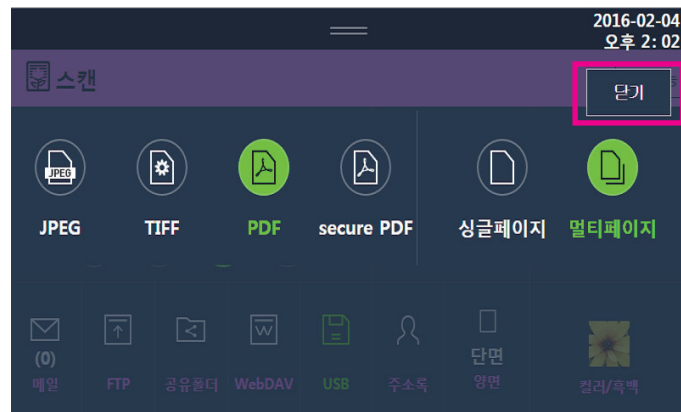 2016-02-04
오후 2: 02
스캔
닫기
JPEG
JPEG TIFF PDF secure PDF 싱글페이지 멀티페이지
W
(0)
단면
메일 FTP 공유폴더 WebDAV USB 주소록 양면 컬러/흑백